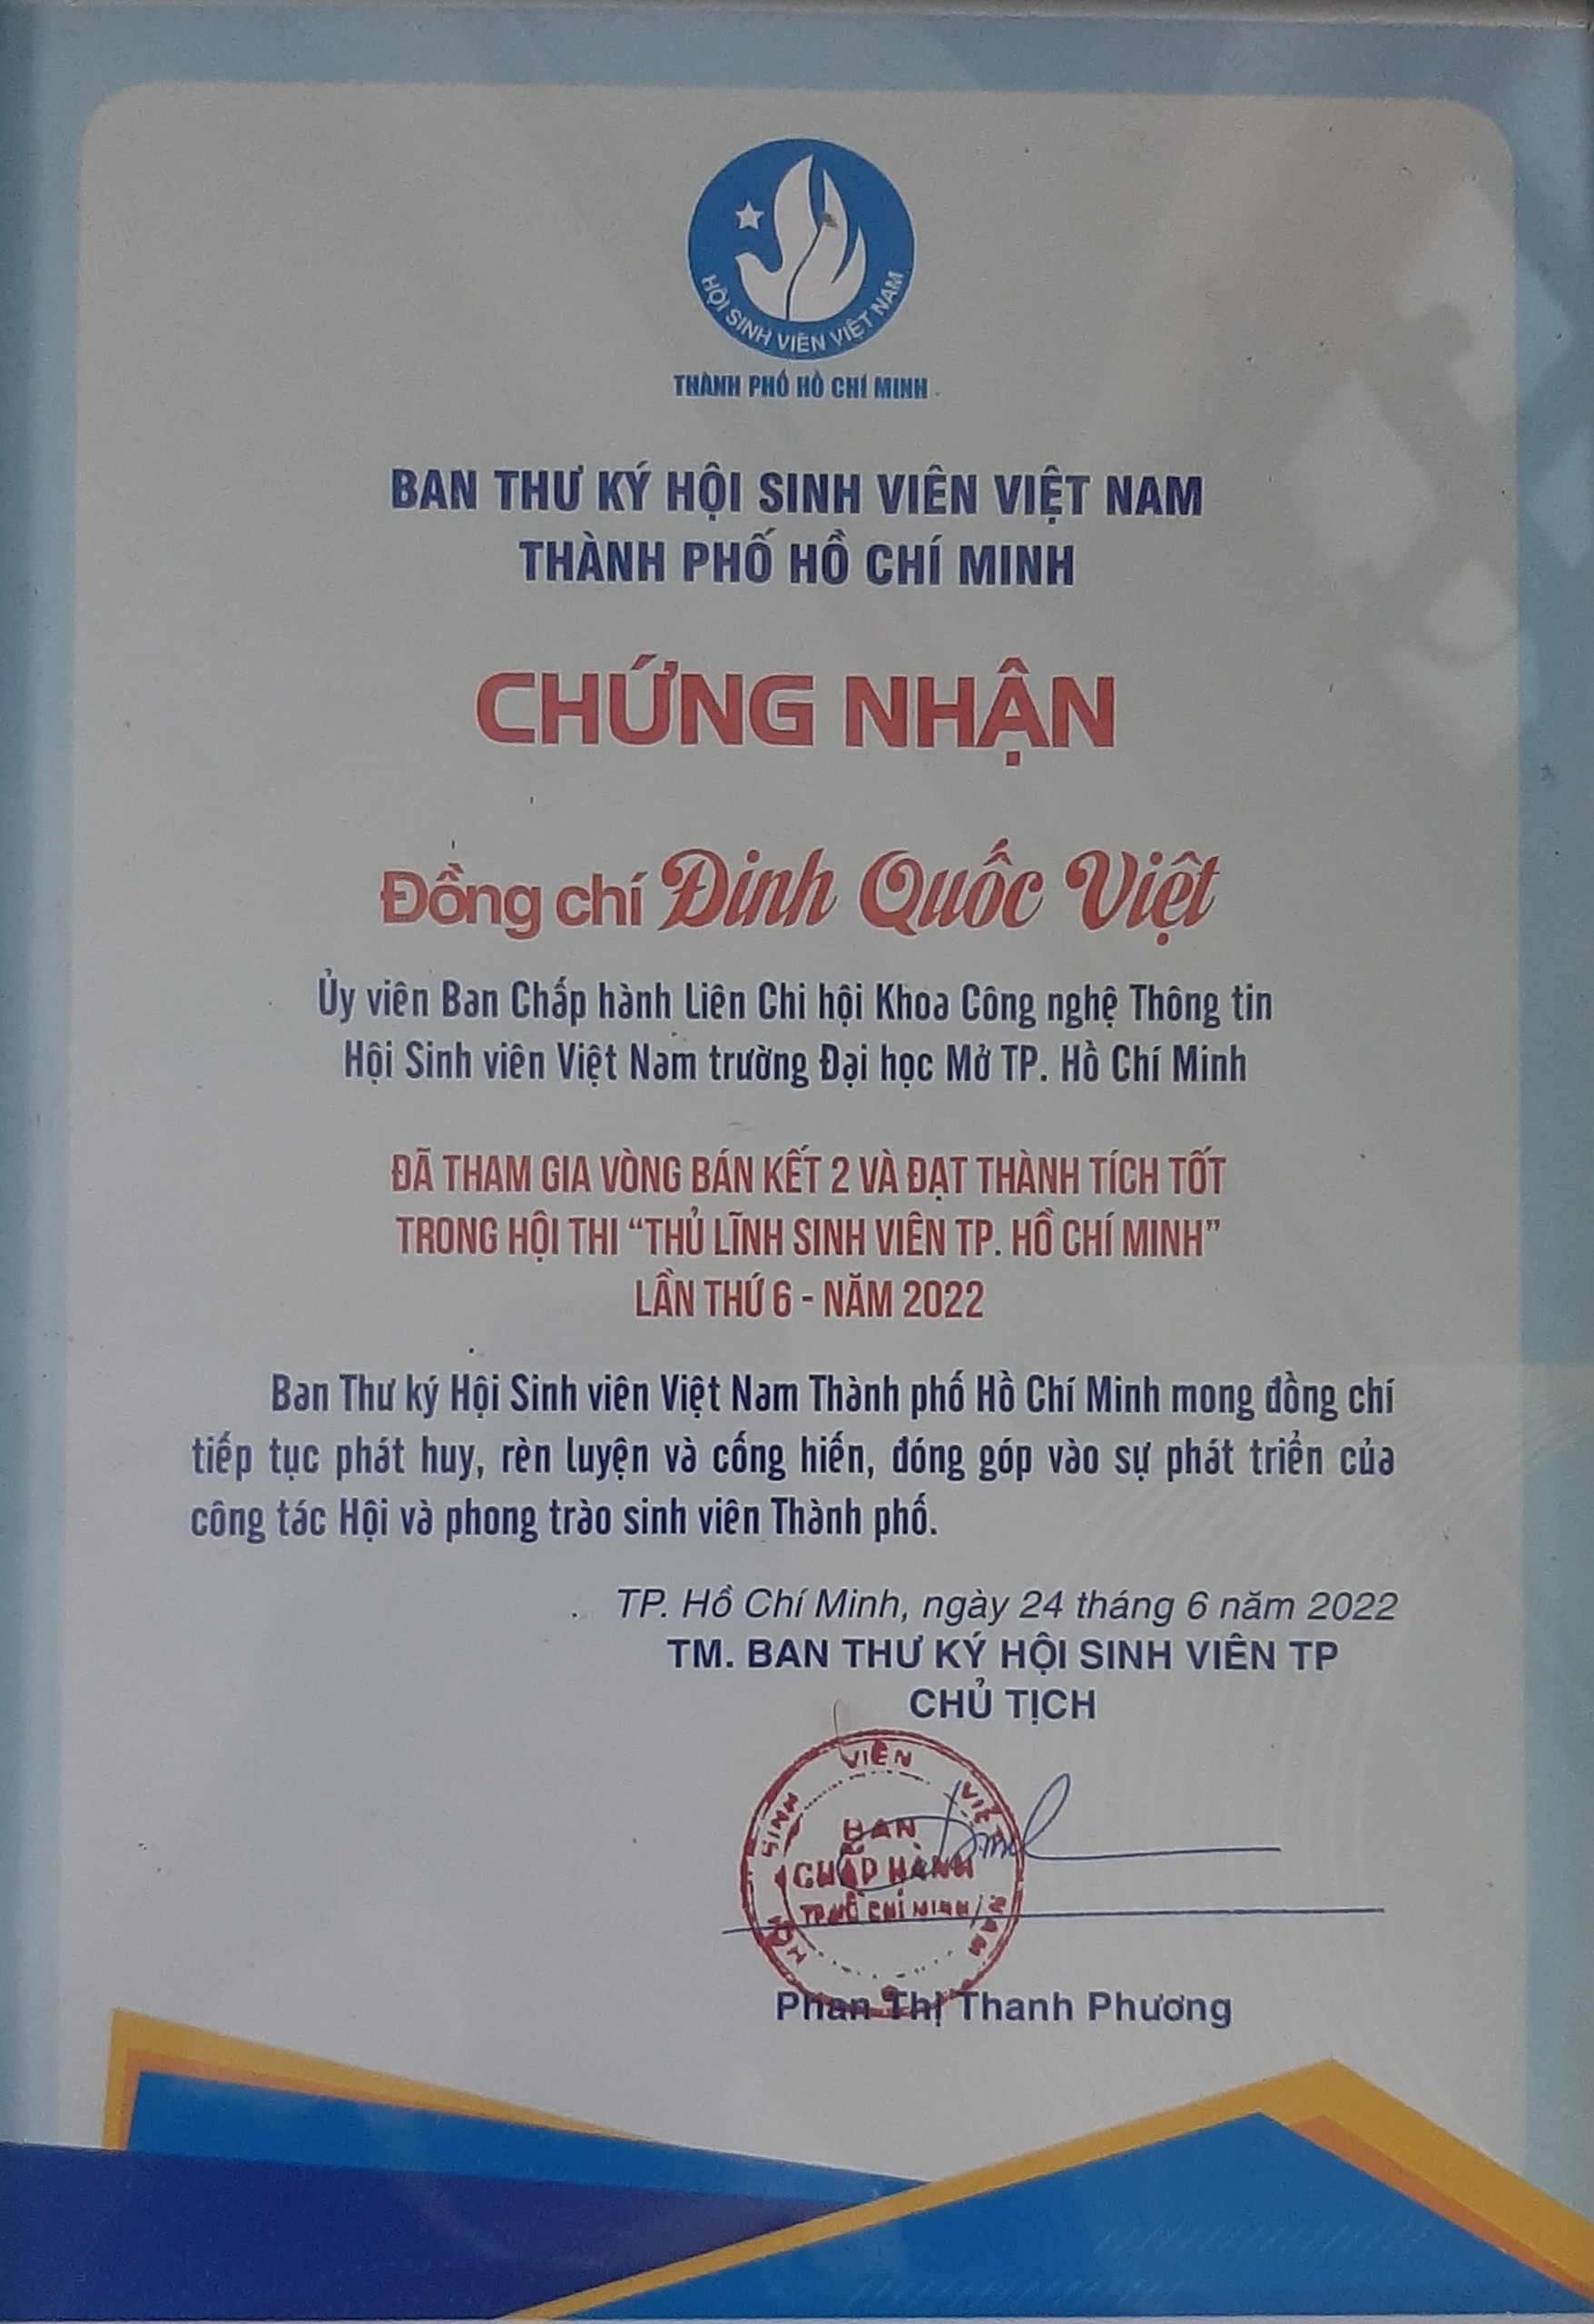 HỘI SINH VIÊN VIỆT NAM
THÀNH PHỐ HỒ CHÍ MINH
BAN THƯ KÝ HỘI SINH VIÊN VIỆT NAM
THÀNH PHỐ HỒ CHÍ MINH
CHỨNG NHẬN
Đồng chí Đinh Quốc Việt
Ủy viên Ban Chấp hành Liên Chi hội Khoa Công nghệ Thông tin
Hội Sinh viên Việt Nam trường Đại học Mở TP. Hồ Chí Minh
ĐÃ THAM GIA VÒNG BÁN KẾT 2 VÀ ĐẠT THÀNH TÍCH TỐT
TRONG HỘI THI “THỦ LĨNH SINH VIÊN TP. HỒ CHÍ MINH”
LẦN THỨ 6 - NĂM 2022
Ban Thư ký Hội Sinh viên Việt Nam Thành phố Hồ Chí Minh mong đồng chí
tiếp tục phát huy, rèn luyện và cống hiến, đóng góp vào sự phát triển của
công tác Hội và phong trào sinh viên Thành phố.
TP. Hồ Chí Minh, ngày 24 tháng 6 năm 2022
TM. BAN THƯ KÝ HỘI SINH VIÊN TP
CHỦ TỊCH
HỘI SINH VIÊN VIỆT NAM
BAN
CHẤP HÀNH
TP.HỒ CHÍ MINH
Phan Thị Thanh Phương